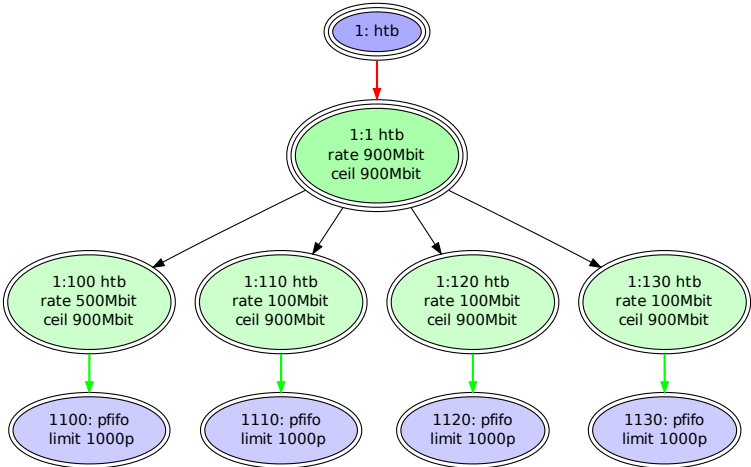 1: htb
1:1 htb
rate 900Mbit
ceil 900Mbit
1:100 htb
rate 500Mbit
ceil 900Mbit
1:110 htb
rate 100Mbit
ceil 900Mbit
1:120 htb
rate 100Mbit
ceil 900Mbit
1:130 htb
rate 100Mbit
ceil 900Mbit
1100: pfifo
limit 1000p
1110: pfifo
limit 1000p
1120: pfifo
limit 1000p
1130: pfifo
limit 1000p